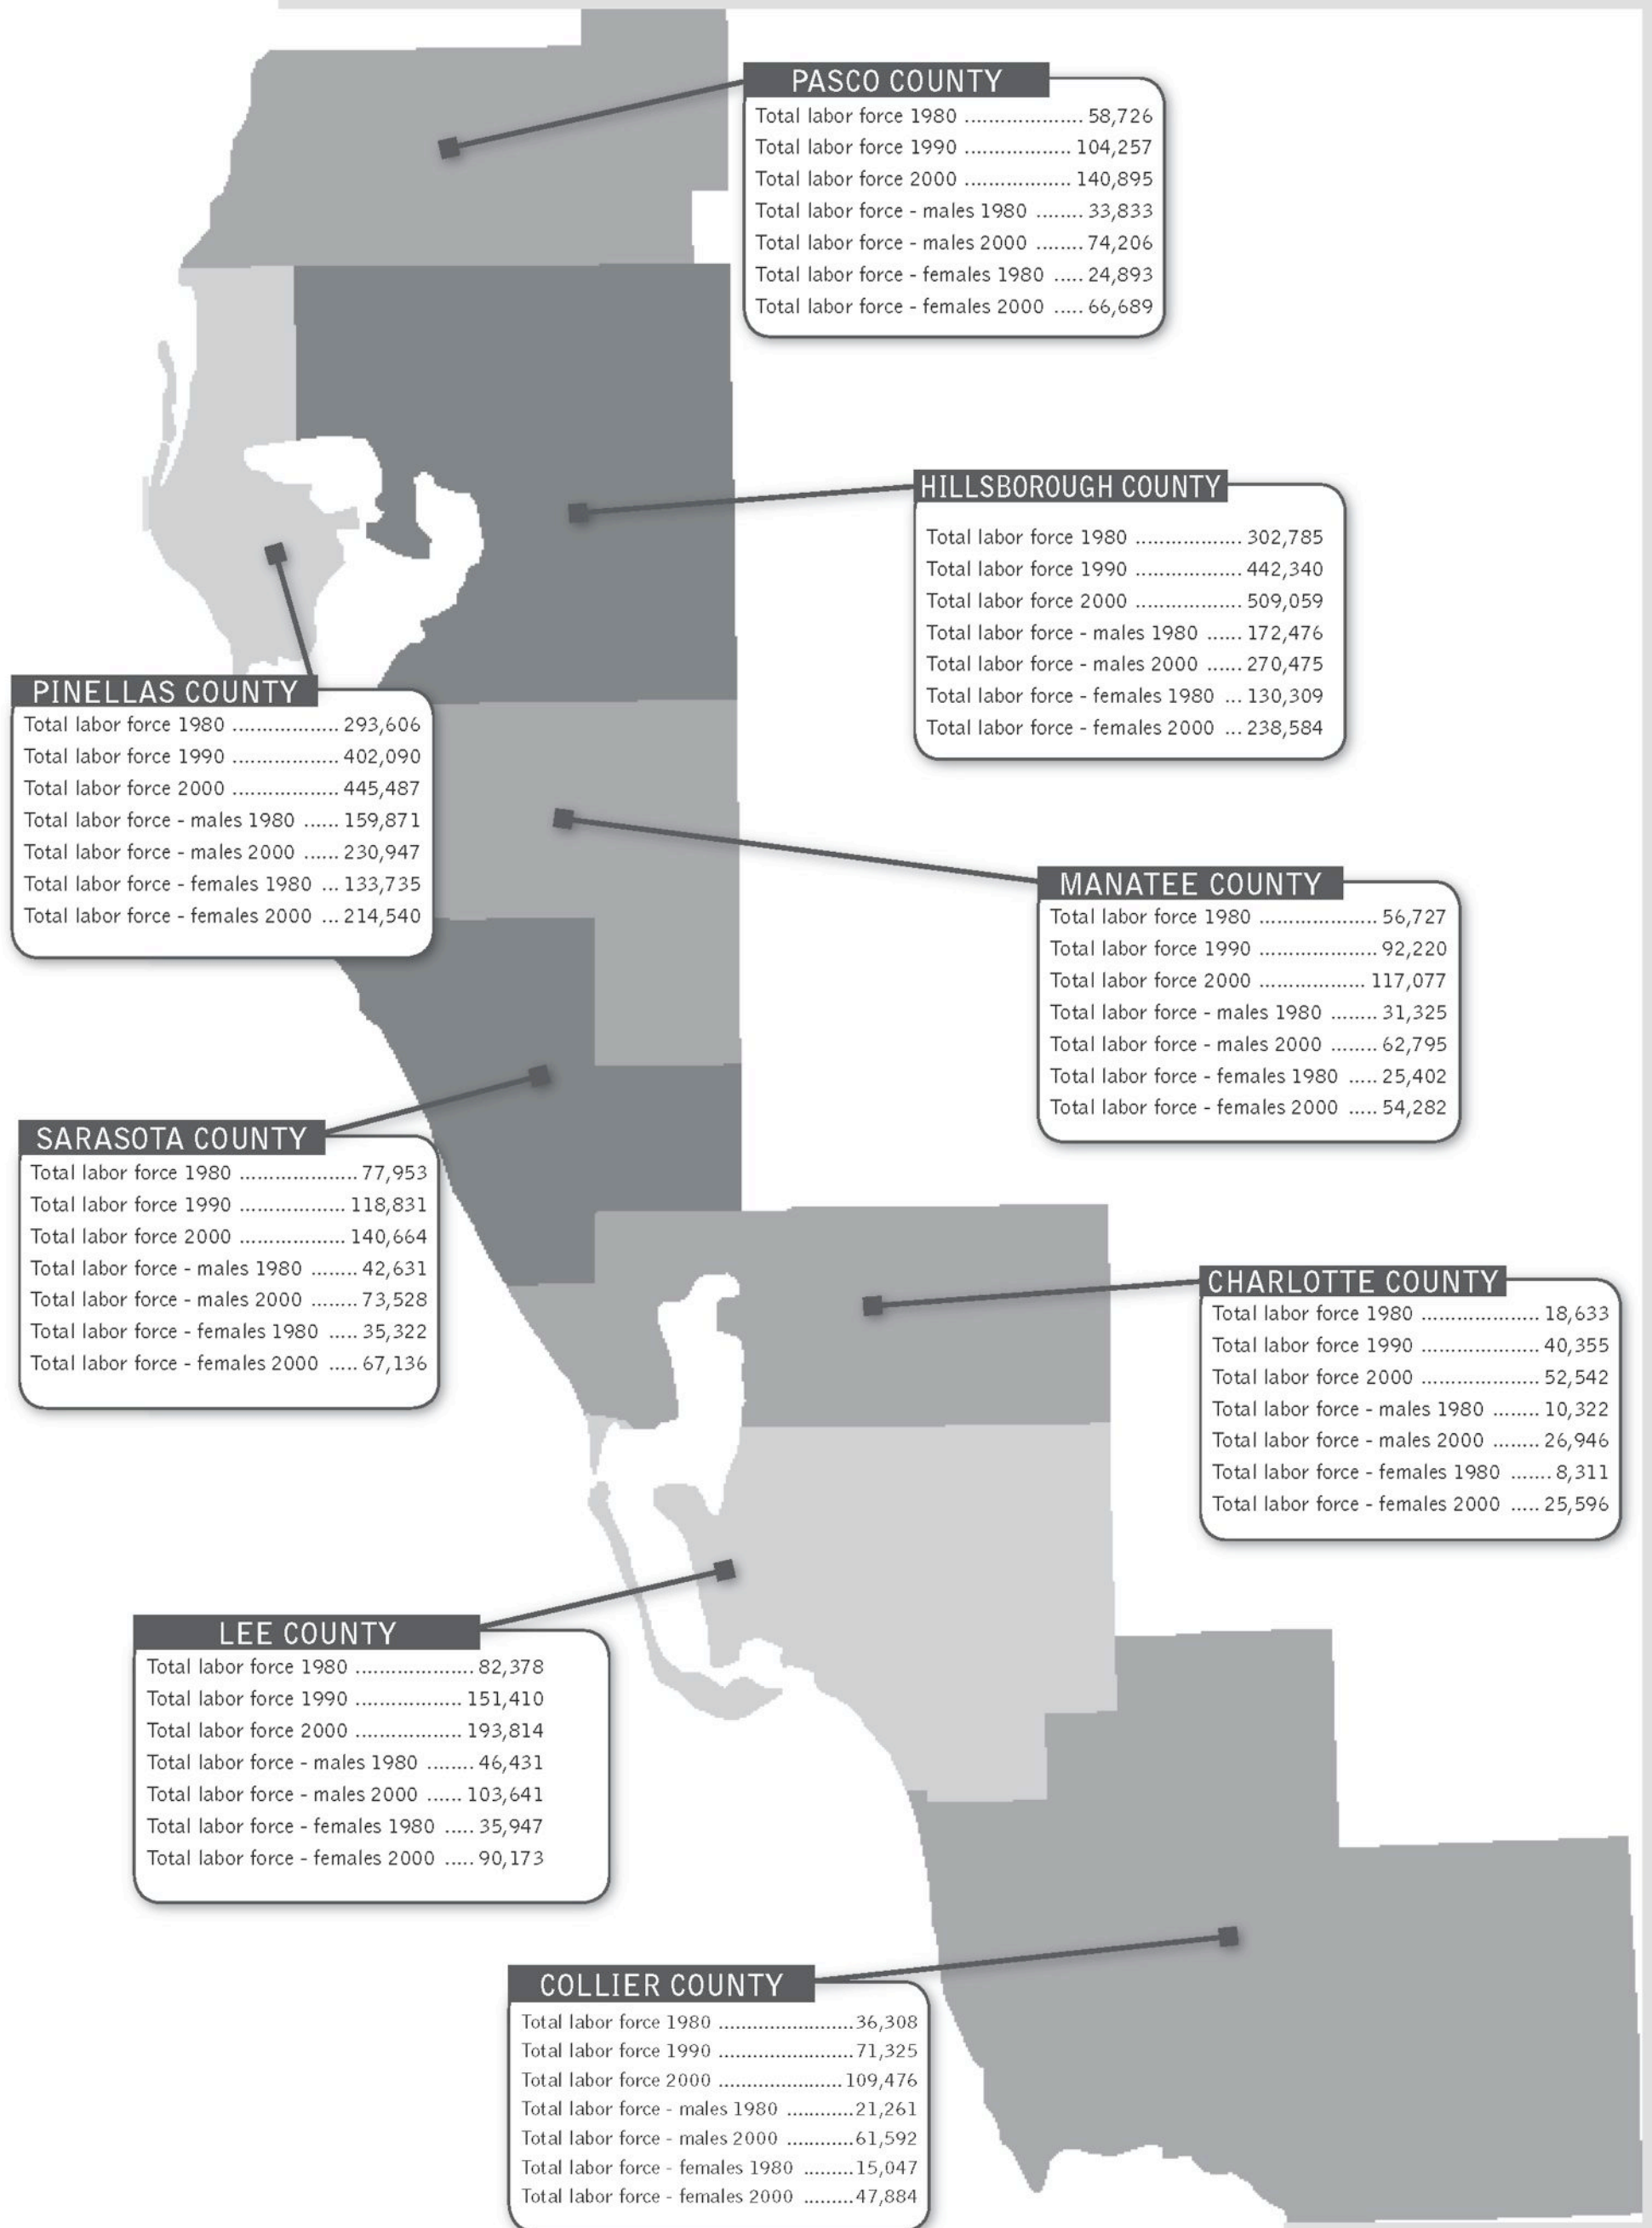 PASCO COUNTY
Total labor force 1980 .................... 58,726
Total labor force 1990 .................. 104,257
Total labor force 2000 .................. 140,895
Total labor force - males 1980 ........ 33,833
Total labor force - males 2000 ........ 74,206
Total labor force - females 1980 ..... 24,893
Total labor force - females 2000 ..... 66,689
HILLSBOROUGH COUNTY
Total labor force 1980 .................. 302,785
Total labor force 1990 .................. 442,340
Total labor force 2000 .................. 509,059
Total labor force - males 1980 ...... 172,476
Total labor force - males 2000 ...... 270,475
Total labor force - females 1980 ... 130,309
Total labor force - females 2000 ... 238,584
PINELLAS COUNTY
Total labor force 1980 .................. 293,606
Total labor force 1990 .................. 402,090
Total labor force 2000 .................. 445,487
Total labor force - males 1980 ...... 159,871
Total labor force - males 2000 ...... 230,947
Total labor force - females 1980 ... 133,735
Total labor force - females 2000 ... 214,540
MANATEE COUNTY
Total labor force 1980 .................... 56,727
Total labor force 1990 .................... 92,220
Total labor force 2000 .................. 117,077
Total labor force - males 1980 ........ 31,325
Total labor force - males 2000 ........ 62,795
Total labor force - females 1980 ..... 25,402
Total labor force - females 2000 ..... 54,282
SARASOTA COUNTY
Total labor force 1980 .................... 77,953
Total labor force 1990 .................. 118,831
Total labor force 2000 .................. 140,664
Total labor force - males 1980 ........ 42,631
Total labor force - males 2000 ........ 73,528
Total labor force - females 1980 ..... 35,322
Total labor force - females 2000 ..... 67,136
CHARLOTTE COUNTY
Total labor force 1980 .................... 18,633
Total labor force 1990 .................... 40,355
Total labor force 2000 .................... 52,542
Total labor force - males 1980 ........ 10,322
Total labor force - males 2000 ........ 26,946
Total labor force - females 1980 ....... 8,311
Total labor force - females 2000 ..... 25,596
LEE COUNTY
Total labor force 1980 .................... 82,378
Total labor force 1990 .................. 151,410
Total labor force 2000 .................. 193,814
Total labor force - males 1980 ........ 46,431
Total labor force - males 2000 ...... 103,641
Total labor force - females 1980 ..... 35,947
Total labor force - females 2000 ..... 90,173
COLLIER COUNTY
Total labor force 1980 .......................36,308
Total labor force 1990 .......................71,325
Total labor force 2000 .....................109,476
Total labor force - males 1980 ............21,261
Total labor force - males 2000 ............61,592
Total labor force - females 1980 .........15,047
Total labor force - females 2000 .........47,884